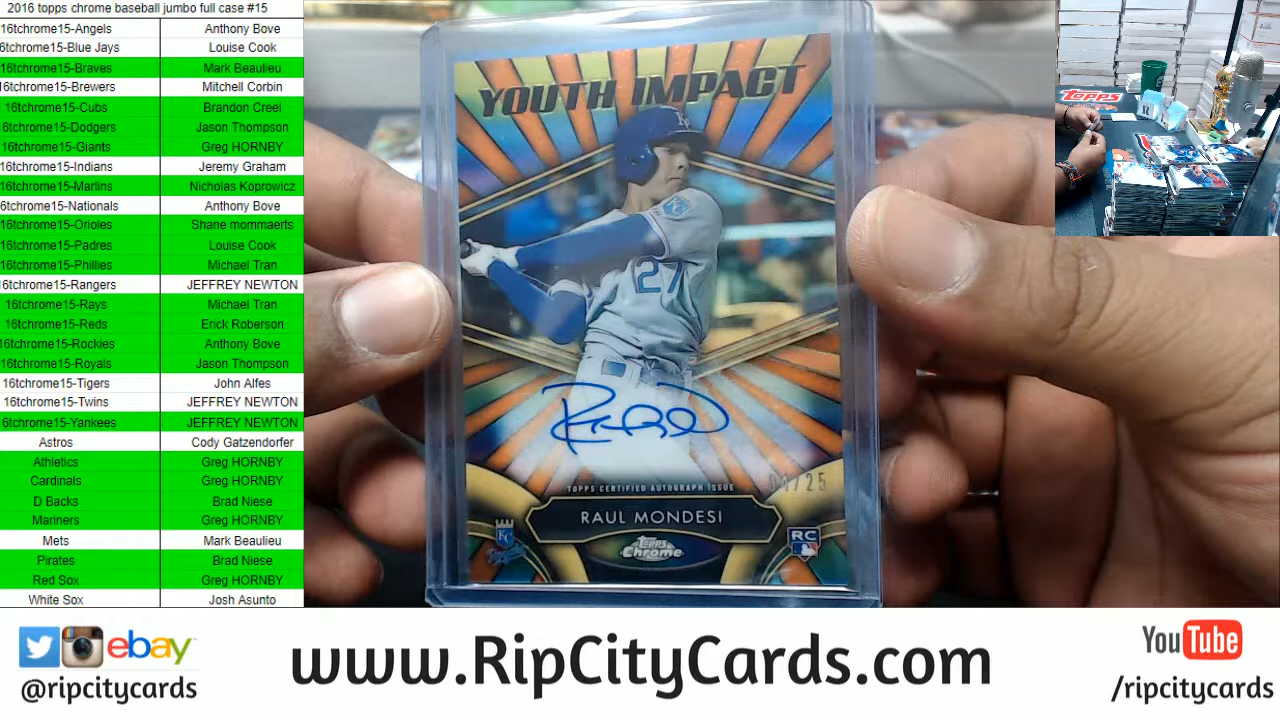 2016 topps chrome baseball jumbo full case #15
16tchrome15-Angels Anthony Bove
6tchrome15-Blue Jays Louise Cook
16tchrome15-Braves Mark Beaulieu
16tchrome15-Brewers Mitchell Corbin
16tchrome15-Cubs Brandon Creel
16tchrome15-Dodgers Jason Thompson
16tchrome15-Giants Greg HORNBY
16tchrome15-Indians Jeremy Graham
16tchrome15-Marlins Nicholas Koprowicz
6tchrome15-Nationals Anthony Bove
16tchrome15-Orioles Shane mommaerts
16tchrome15-Padres Louise Cook
16tchrome15-Phillies Michael Tran
16tchrome15-Rangers JEFFREY NEWTON
16tchrome15-Rays Michael Tran
16tchrome15-Reds Erick Roberson
16tchrome15-Rockies Anthony Bove
16tchrome15-Royals Jason Thompson
16tchrome15-Tigers John Alfes
16tchrome15-Twins JEFFREY NEWTON
6tchrome15-Yankees JEFFREY NEWTON
Astros Cody Gatzendorfer
Athletics Greg HORNBY
Cardinals Greg HORNBY
D Backs Brad Niese
Mariners Greg HORNBY
Mets Mark Beaulieu
Pirates Brad Niese
Red Sox Greg HORNBY
White Sox Josh Asunto
YOUTH IMPACT
KC
27
TOPPS CERTIFIED AUTOGRAPH ISSUE
/25
RAUL MONDESI
Topps Chrome
KC
Royals
RC
Topps
ebay
@ripcitycards
www.RipCityCards.com
YouTube
/ripcitycards